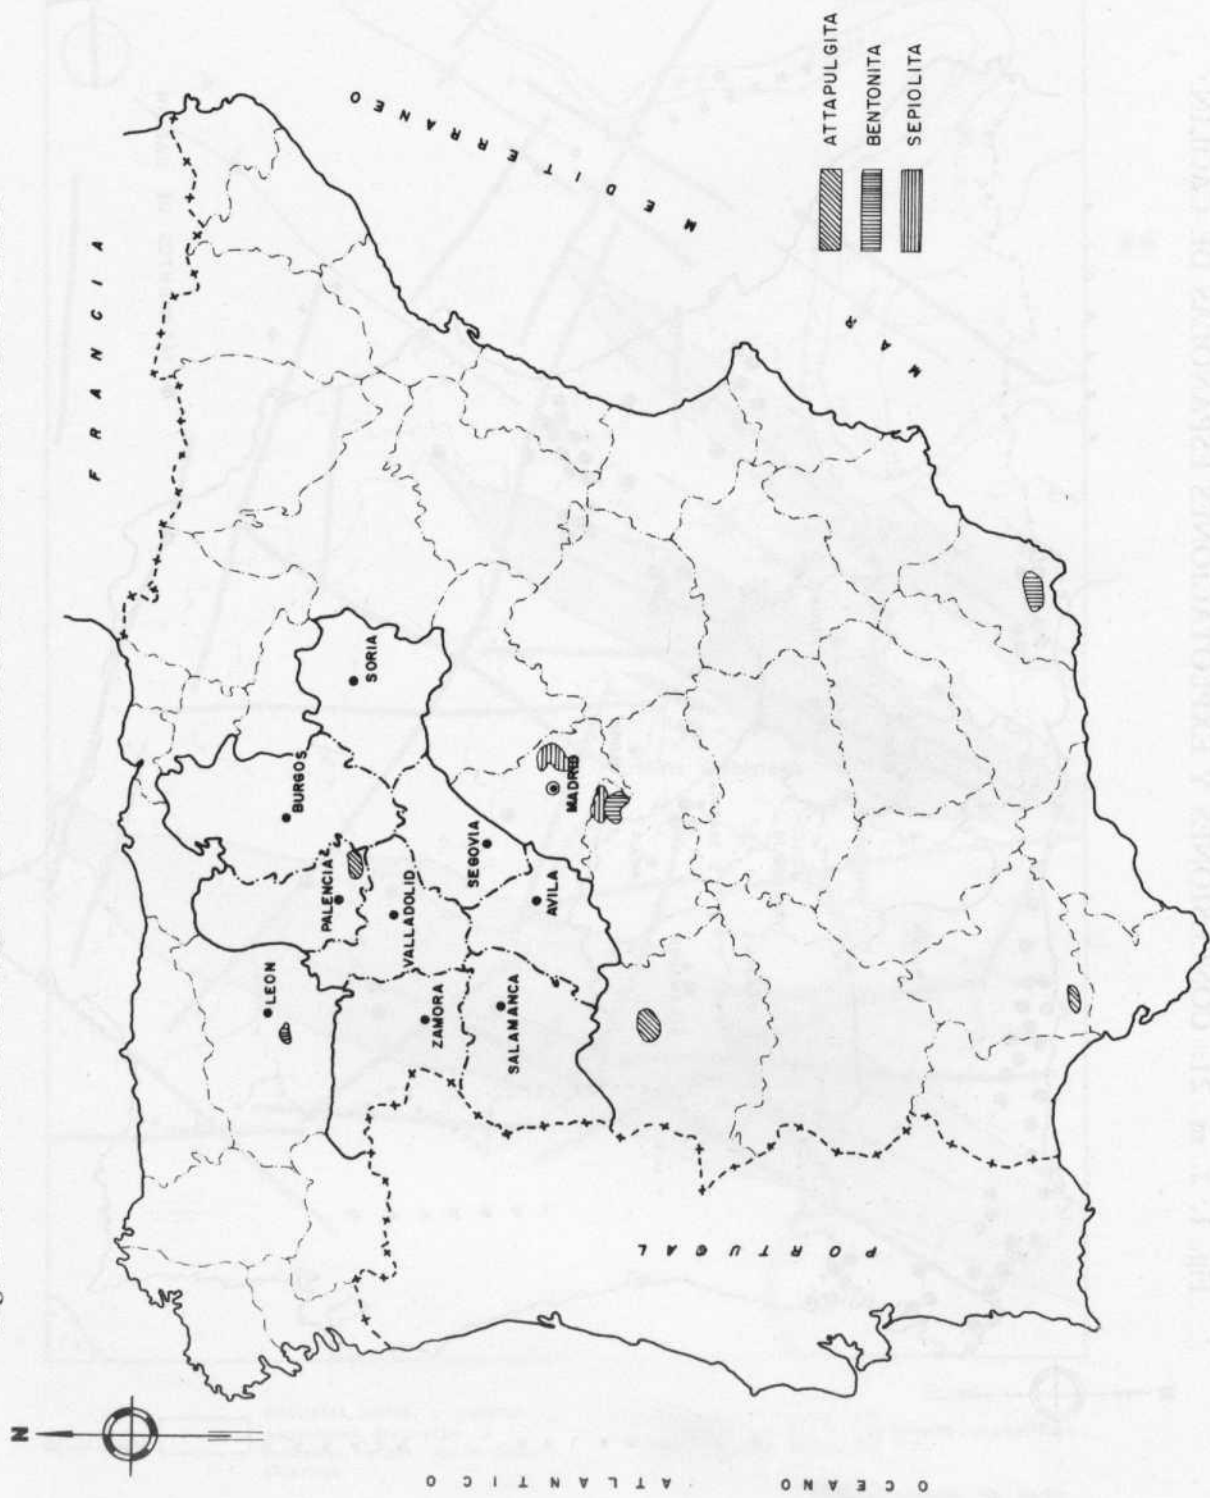 N
FRANCIA
OCEANO ATLANTICO
PORTUGAL
MAR MEDITERRANEO
LEON
PALENCIA
BURGOS
SORIA
ZAMORA
VALLADOLID
SEGOVIA
SALAMANCA
AVILA
MADRID
ATTAPULGITA
BENTONITA
SEPIOLITA